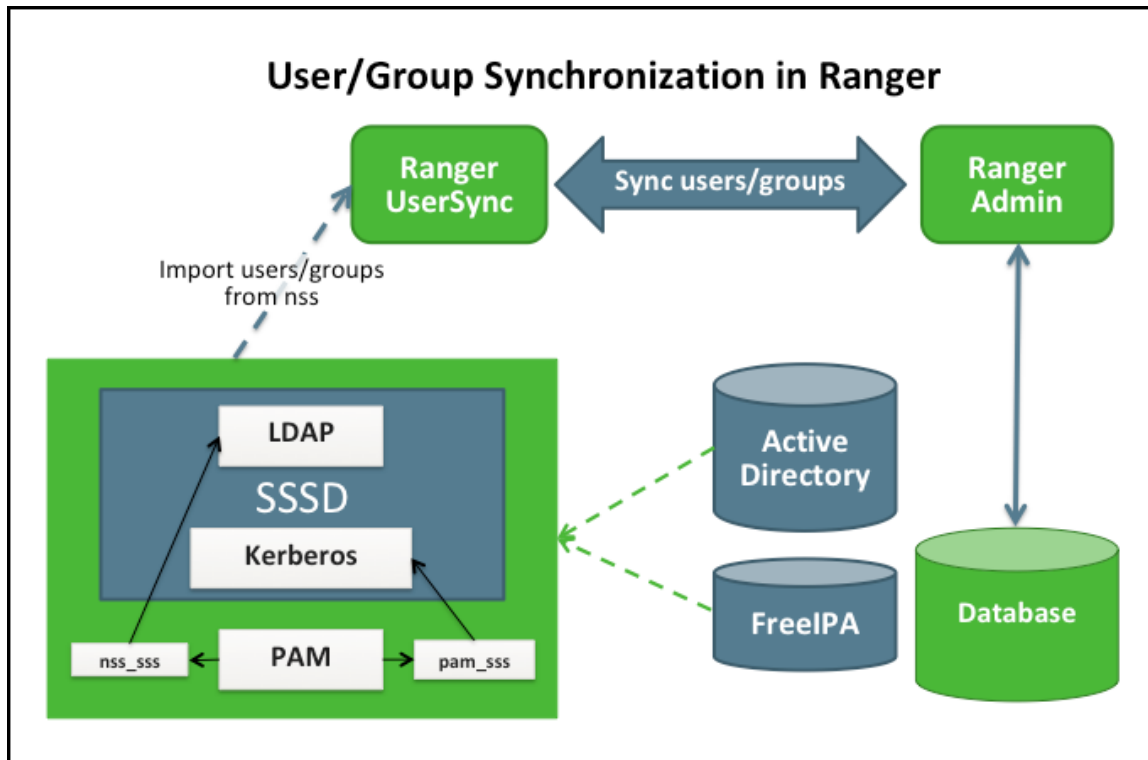 User/Group Synchronization in Ranger
Ranger
UserSync
Sync users/groups
Ranger
Admin
Import users/groups
from nss
LDAP
SSSD
Kerberos
nss_sss
PAM
pam_sss
Active
Directory
FreeIPA
Database